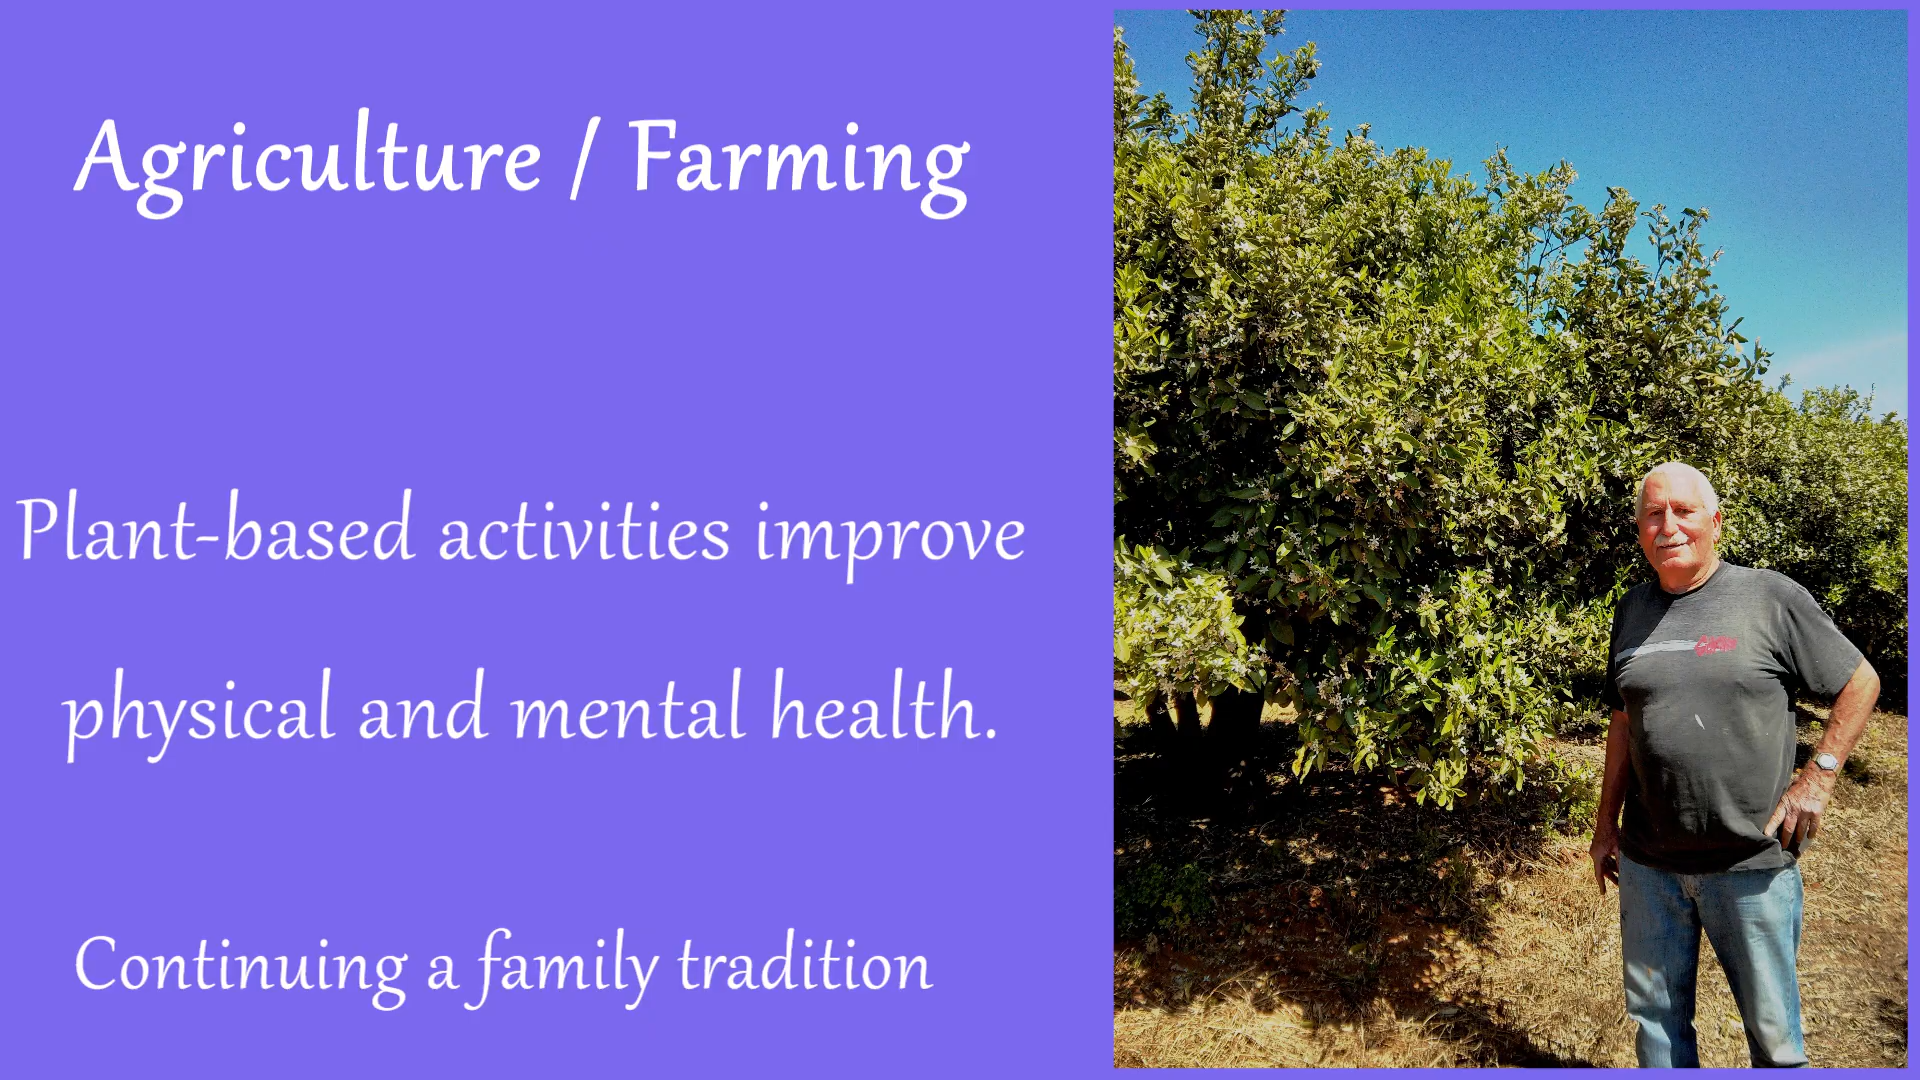 Agriculture / Farming
Plant-based activities improve
physical and mental health.
Continuing a family tradition